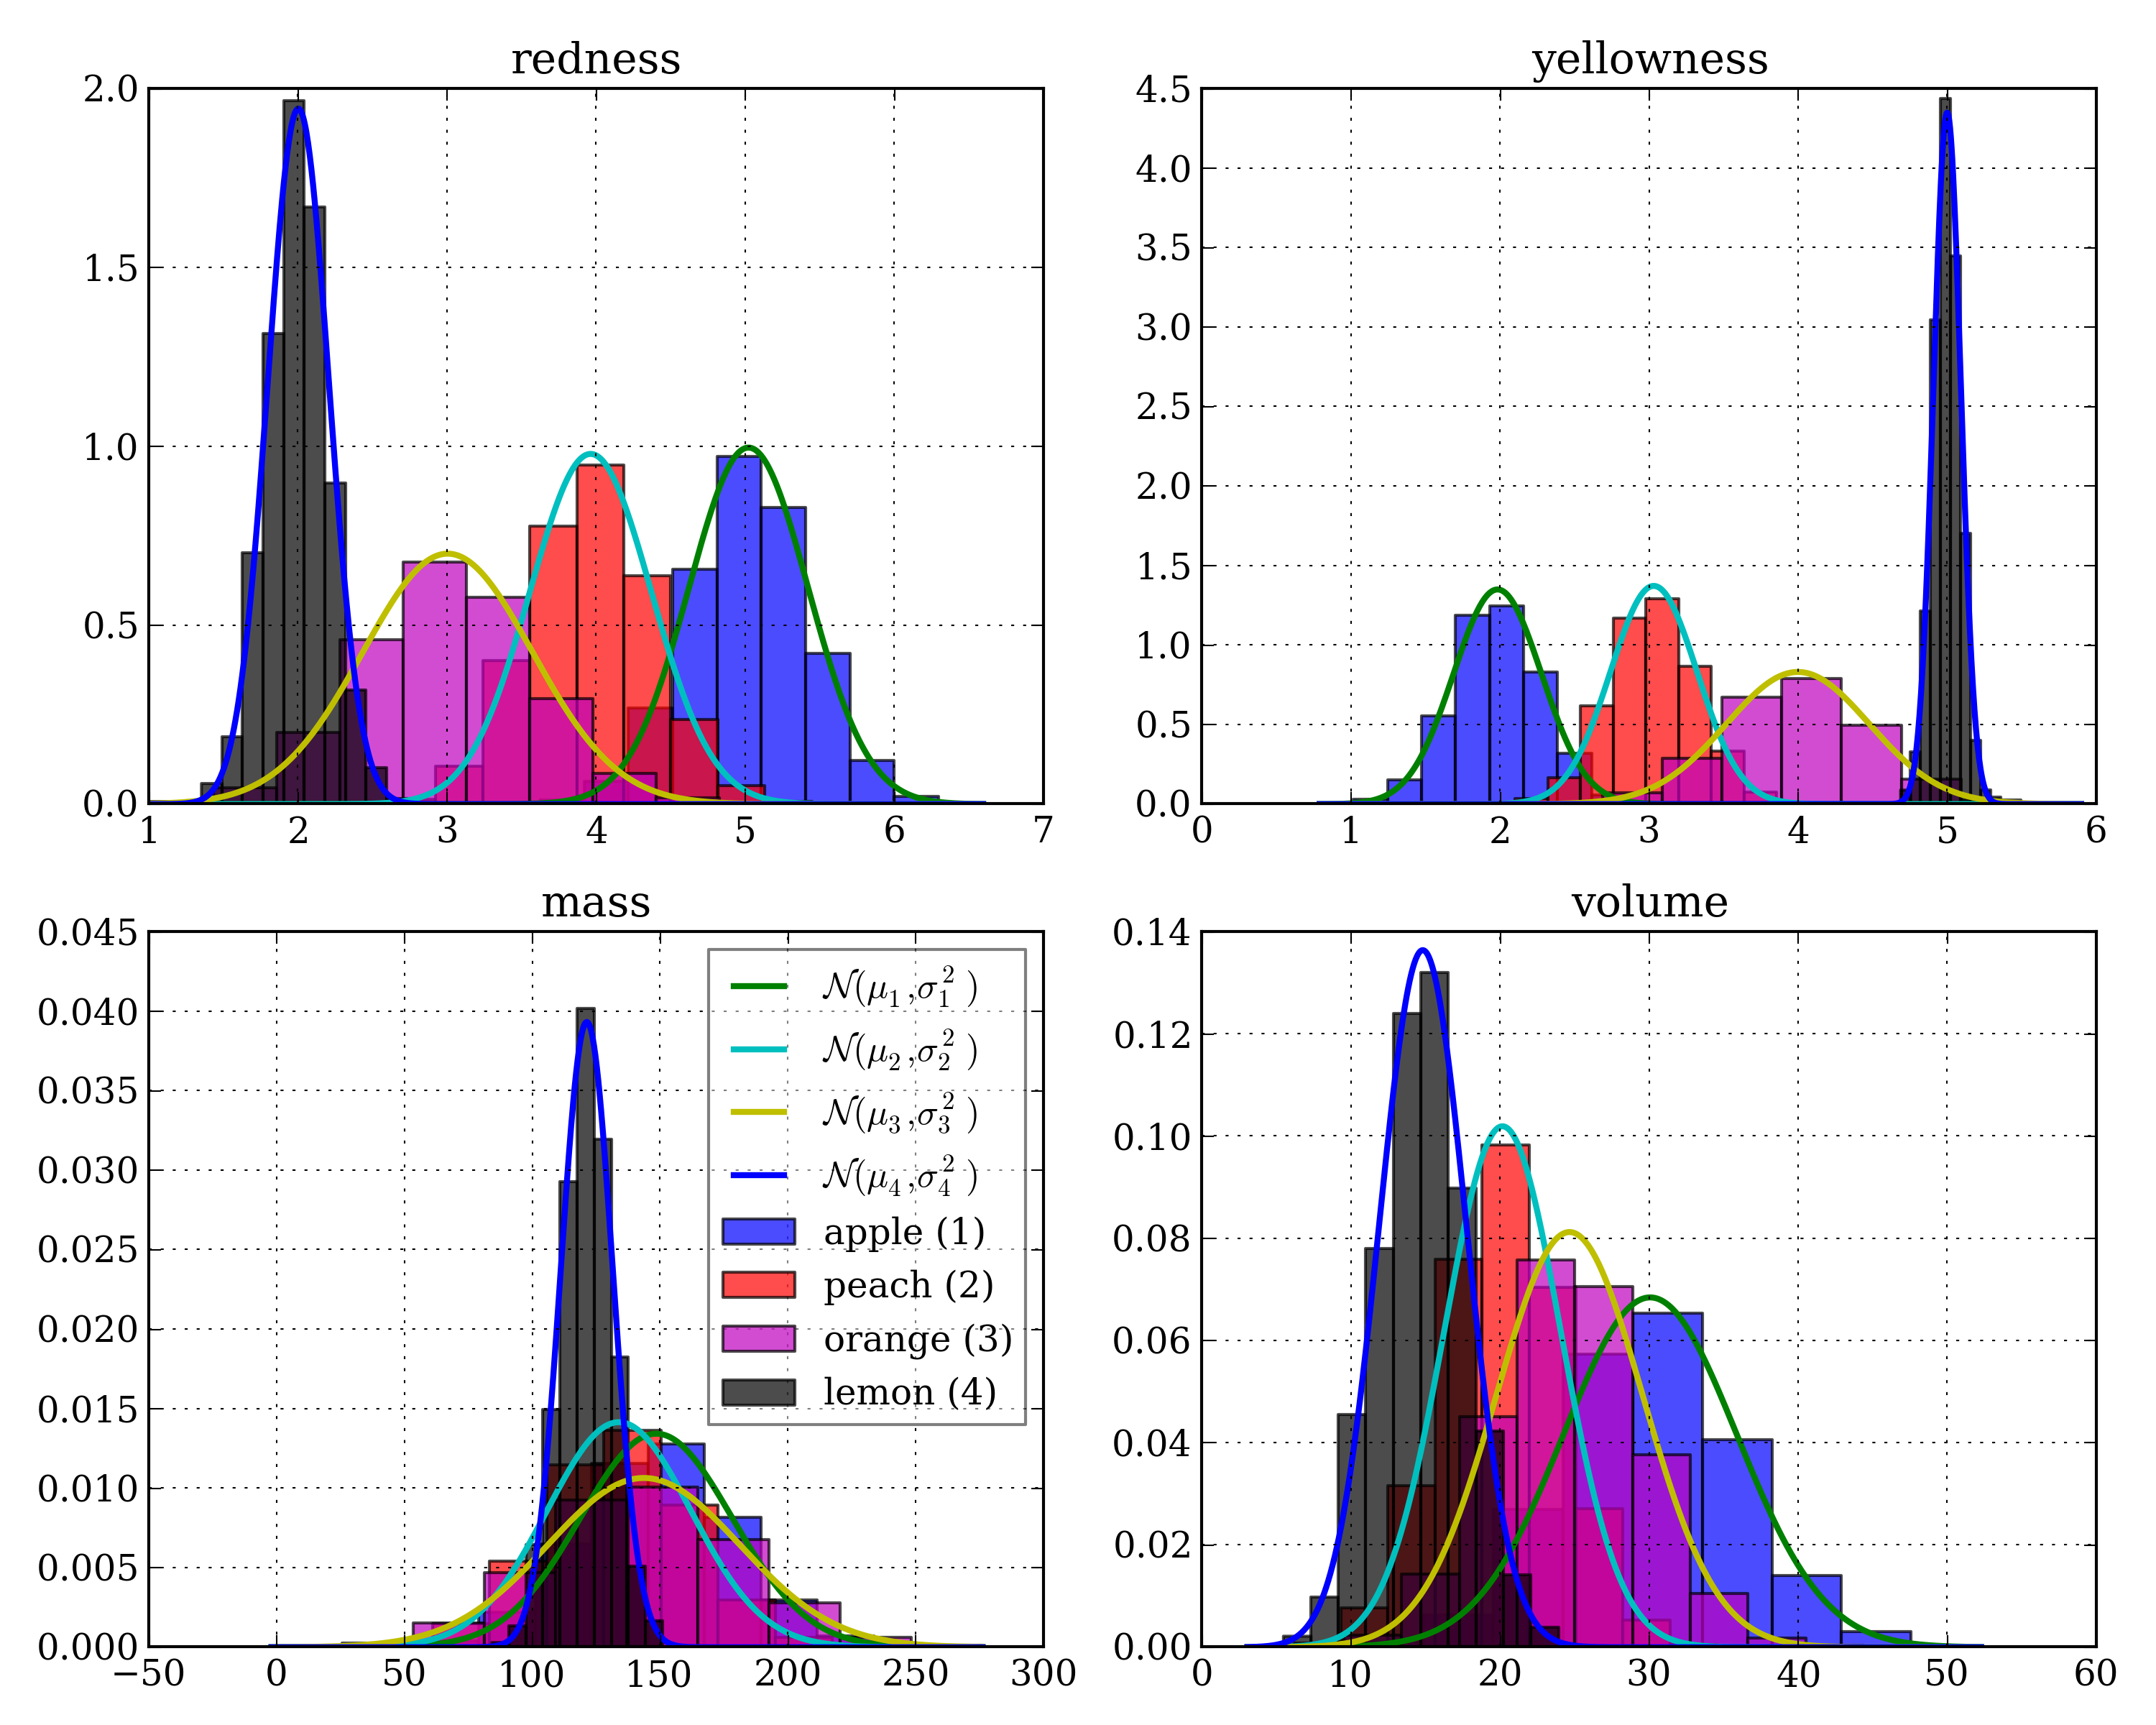 redness
2.0
1.5
1.0
0.5
0.0
1 2 3 4 5 6 7
yellowness
4.5
4.0
3.5
3.0
2.5
2.0
1.5
1.0
0.5
0.0
0 1 2 3 4 5 6
mass
0.045
0.040
0.035
0.030
0.025
0.020
0.015
0.010
0.005
0.000
−50 0 50 100 150 200 250 300
𝒩(μ₁,σ₁²)
𝒩(μ₂,σ₂²)
𝒩(μ₃,σ₃²)
𝒩(μ₄,σ₄²)
apple (1)
peach (2)
orange (3)
lemon (4)
volume
0.14
0.12
0.10
0.08
0.06
0.04
0.02
0.00
0 10 20 30 40 50 60